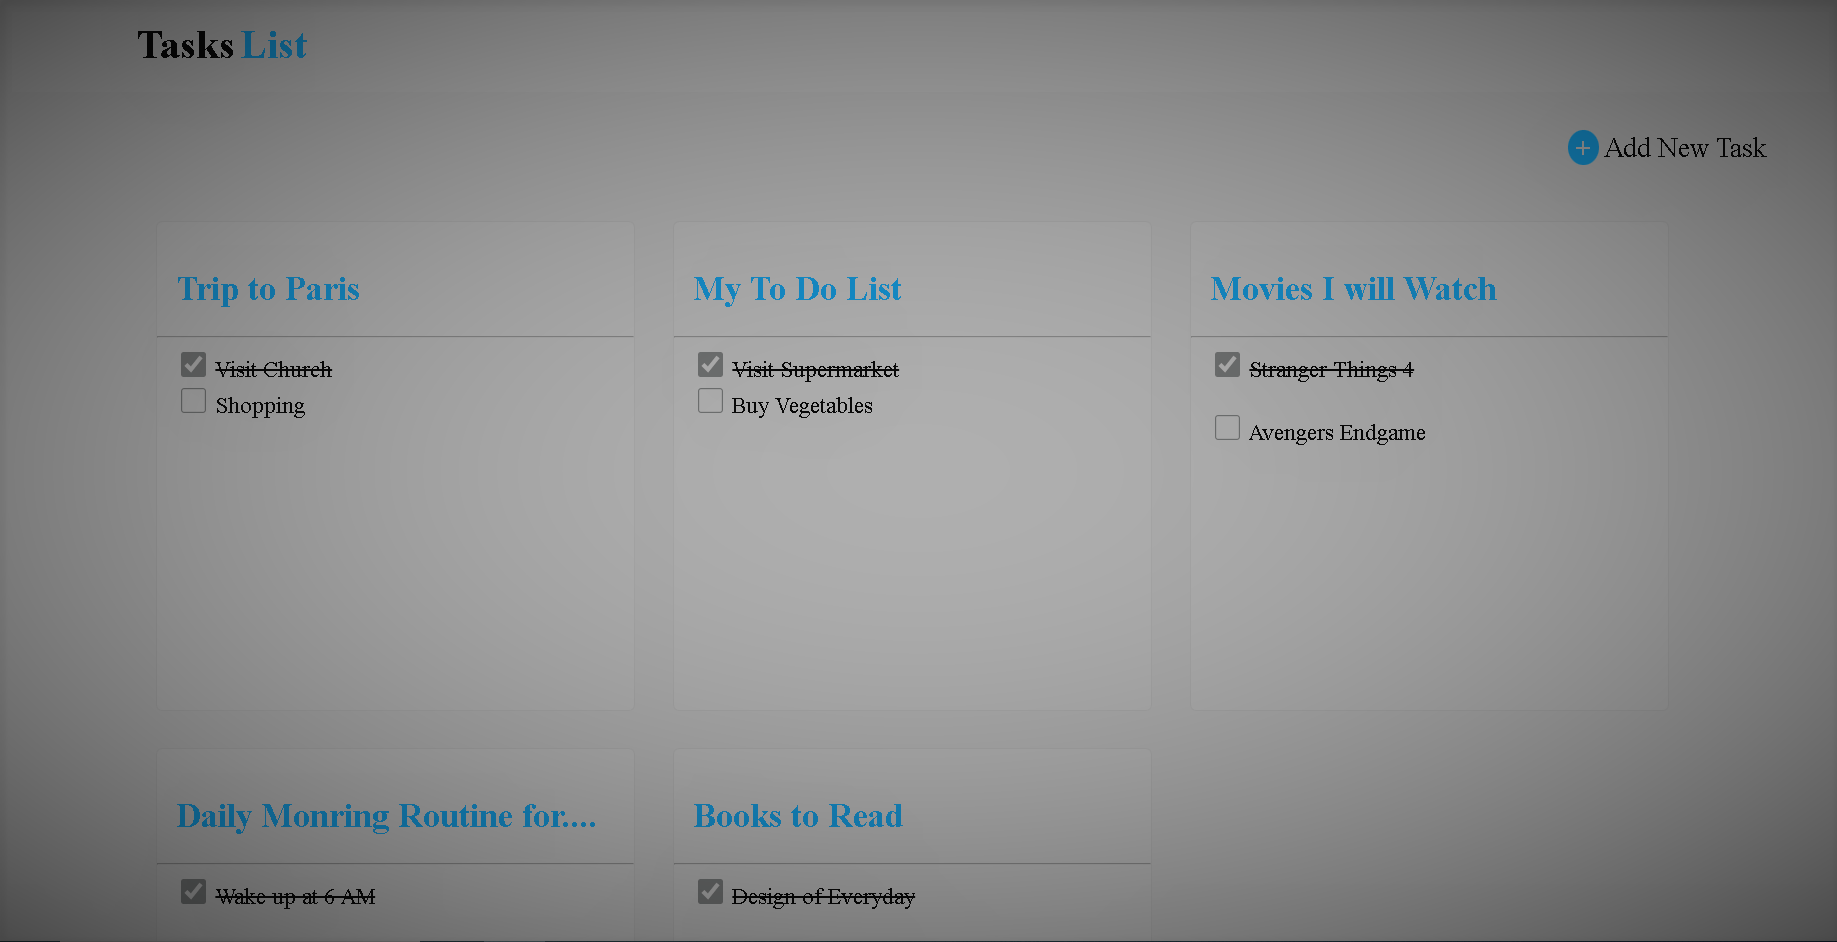 Tasks List
Add New Task
Trip to Paris
Visit Church
Shopping
My To Do List
Visit Supermarket
Buy Vegetables
Movies I will Watch
Stranger Things 4
Avengers Endgame
Daily Monring Routine for....
Wake up at 6 AM
Books to Read
Design of Everyday